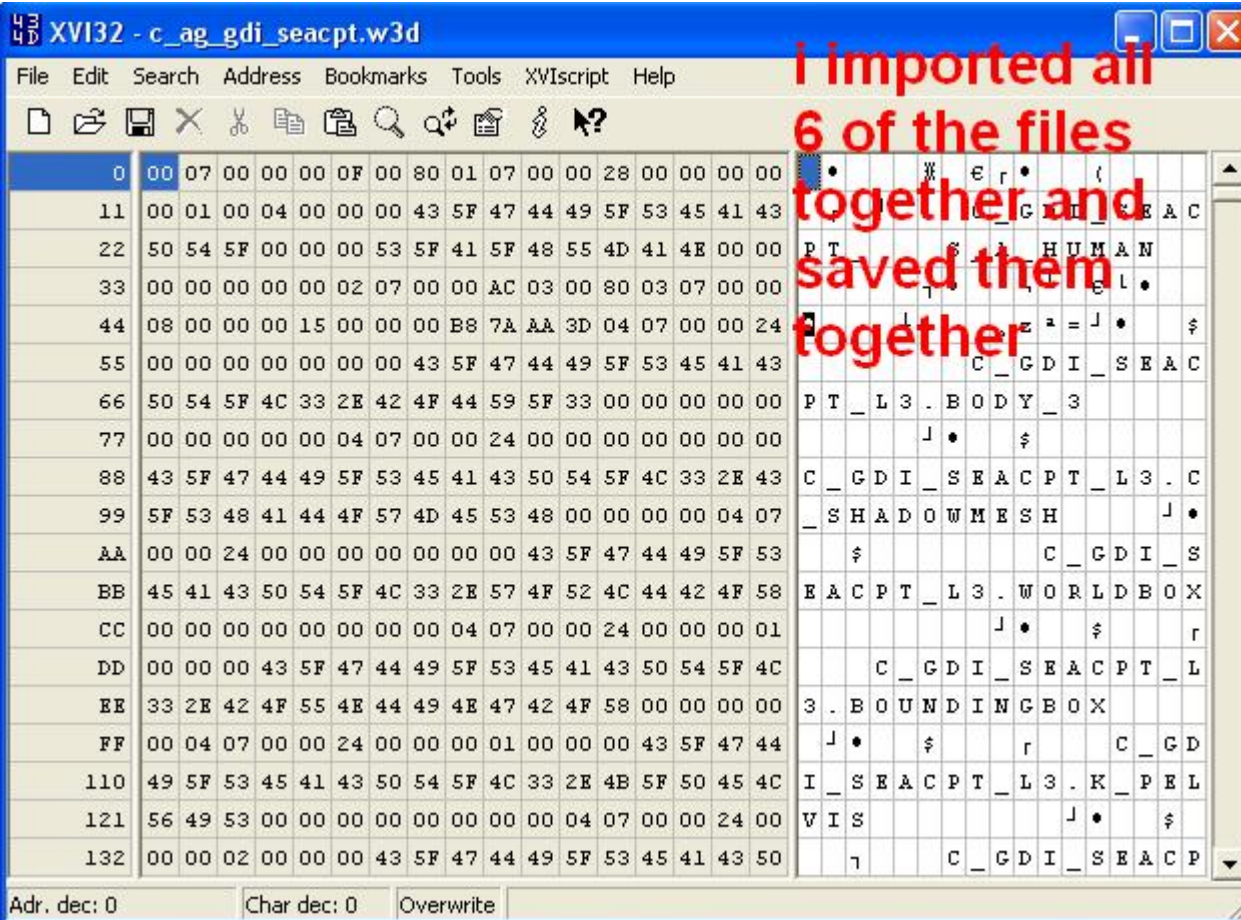 XVI32 - c_ag_gdi_seacpt.w3d
File Edit Search Address Bookmarks Tools XVIscript Help
i imported all
6 of the files
together and
saved them
together
0 00 07 00 00 00 0F 00 80 01 07 00 00 28 00 00 00 00
11 00 01 00 04 00 00 00 43 5F 47 44 49 5F 53 45 41 43
22 50 54 5F 00 00 00 53 5F 41 5F 48 55 4D 41 4E 00 00 P T _ S _ A _ H U M A N
33 00 00 00 00 00 02 07 00 00 AC 03 00 80 03 07 00 00
44 08 00 00 00 15 00 00 00 B8 7A AA 3D 04 07 00 00 24
55 00 00 00 00 00 00 00 43 5F 47 44 49 5F 53 45 41 43 C _ G D I _ S E A C
66 50 54 5F 4C 33 2E 42 4F 44 59 5F 33 00 00 00 00 00 P T _ L 3 . B O D Y _ 3
77 00 00 00 00 00 04 07 00 00 24 00 00 00 00 00 00 00 $
88 43 5F 47 44 49 5F 53 45 41 43 50 54 5F 4C 33 2E 43 C _ G D I _ S E A C P T _ L 3 . C
99 5F 53 48 41 44 4F 57 4D 45 53 48 00 00 00 00 04 07 _ S H A D O W M E S H
AA 00 00 24 00 00 00 00 00 00 00 43 5F 47 44 49 5F 53 $ C _ G D I _ S
BB 45 41 43 50 54 5F 4C 33 2E 57 4F 52 4C 44 42 4F 58 E A C P T _ L 3 . W O R L D B O X
CC 00 00 00 00 00 00 00 00 04 07 00 00 24 00 00 00 01 $
DD 00 00 00 43 5F 47 44 49 5F 53 45 41 43 50 54 5F 4C C _ G D I _ S E A C P T _ L
EE 33 2E 42 4F 55 4E 44 49 4E 47 42 4F 58 00 00 00 00 3 . B O U N D I N G B O X
FF 00 04 07 00 00 24 00 00 00 01 00 00 00 43 5F 47 44 $ C _ G D
110 49 5F 53 45 41 43 50 54 5F 4C 33 2E 4B 5F 50 45 4C I _ S E A C P T _ L 3 . K _ P E L
121 56 49 53 00 00 00 00 00 00 00 00 00 04 07 00 00 24 00 V I S $
132 00 00 02 00 00 00 43 5F 47 44 49 5F 53 45 41 43 50 C _ G D I _ S E A C P
Adr. dec: 0 Char dec: 0 Overwrite